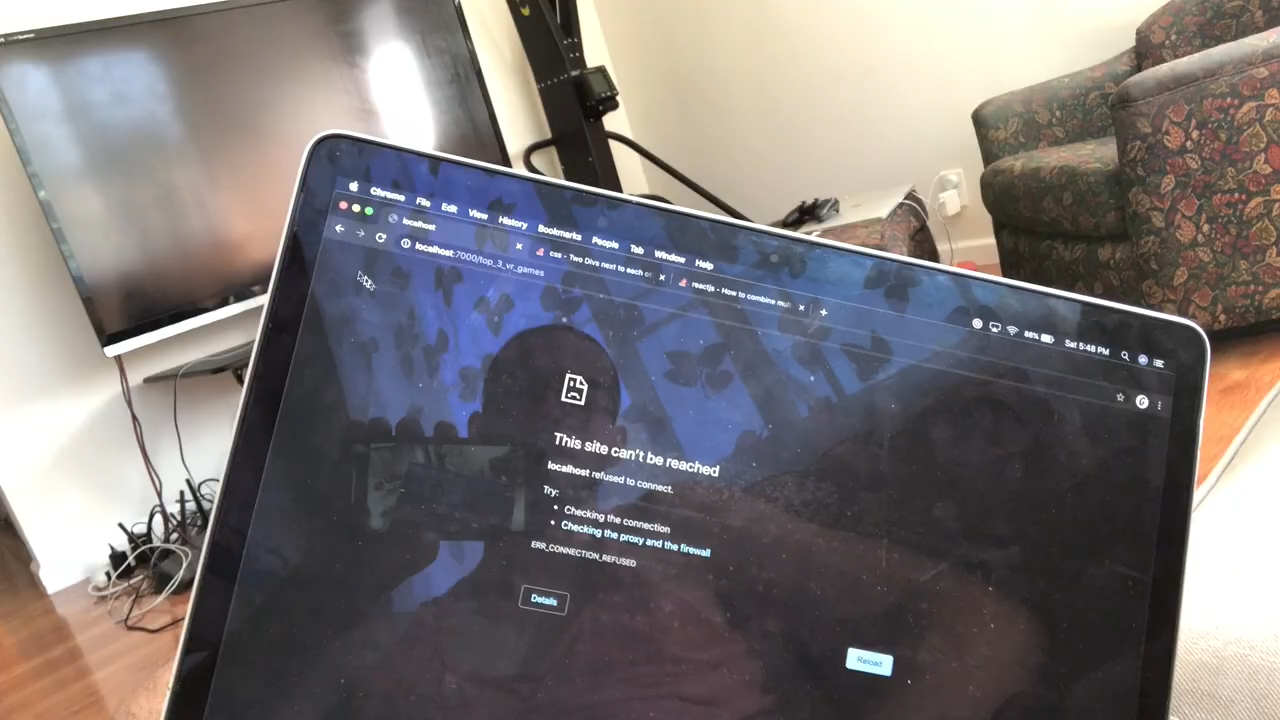 Chrome File Edit View History Bookmarks People Tab Window Help
88% Sat 5:48 PM
localhost
css - Two Divs next to each ot
reactjs - How to combine mul
localhost:7000/top_3_vr_games
This site can't be reached
localhost refused to connect.
Try:
• Checking the connection
• Checking the proxy and the firewall
ERR_CONNECTION_REFUSED
Details
Reload